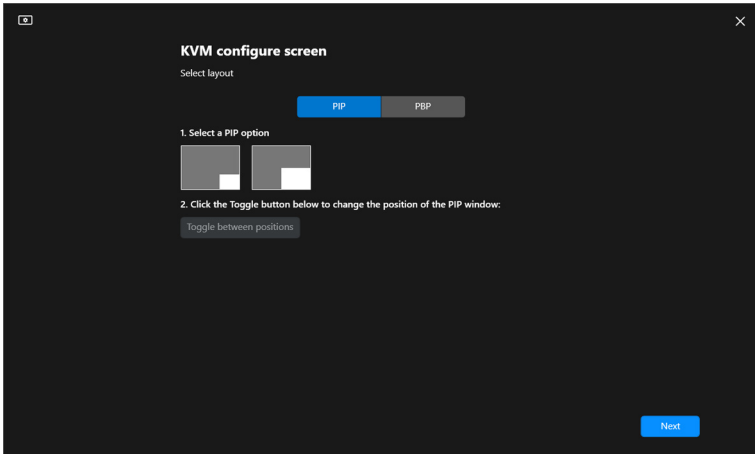 KVM configure screen
Select layout
PIP
PBP
1. Select a PIP option
2. Click the Toggle button below to change the position of the PIP window:
Toggle between positions
Next